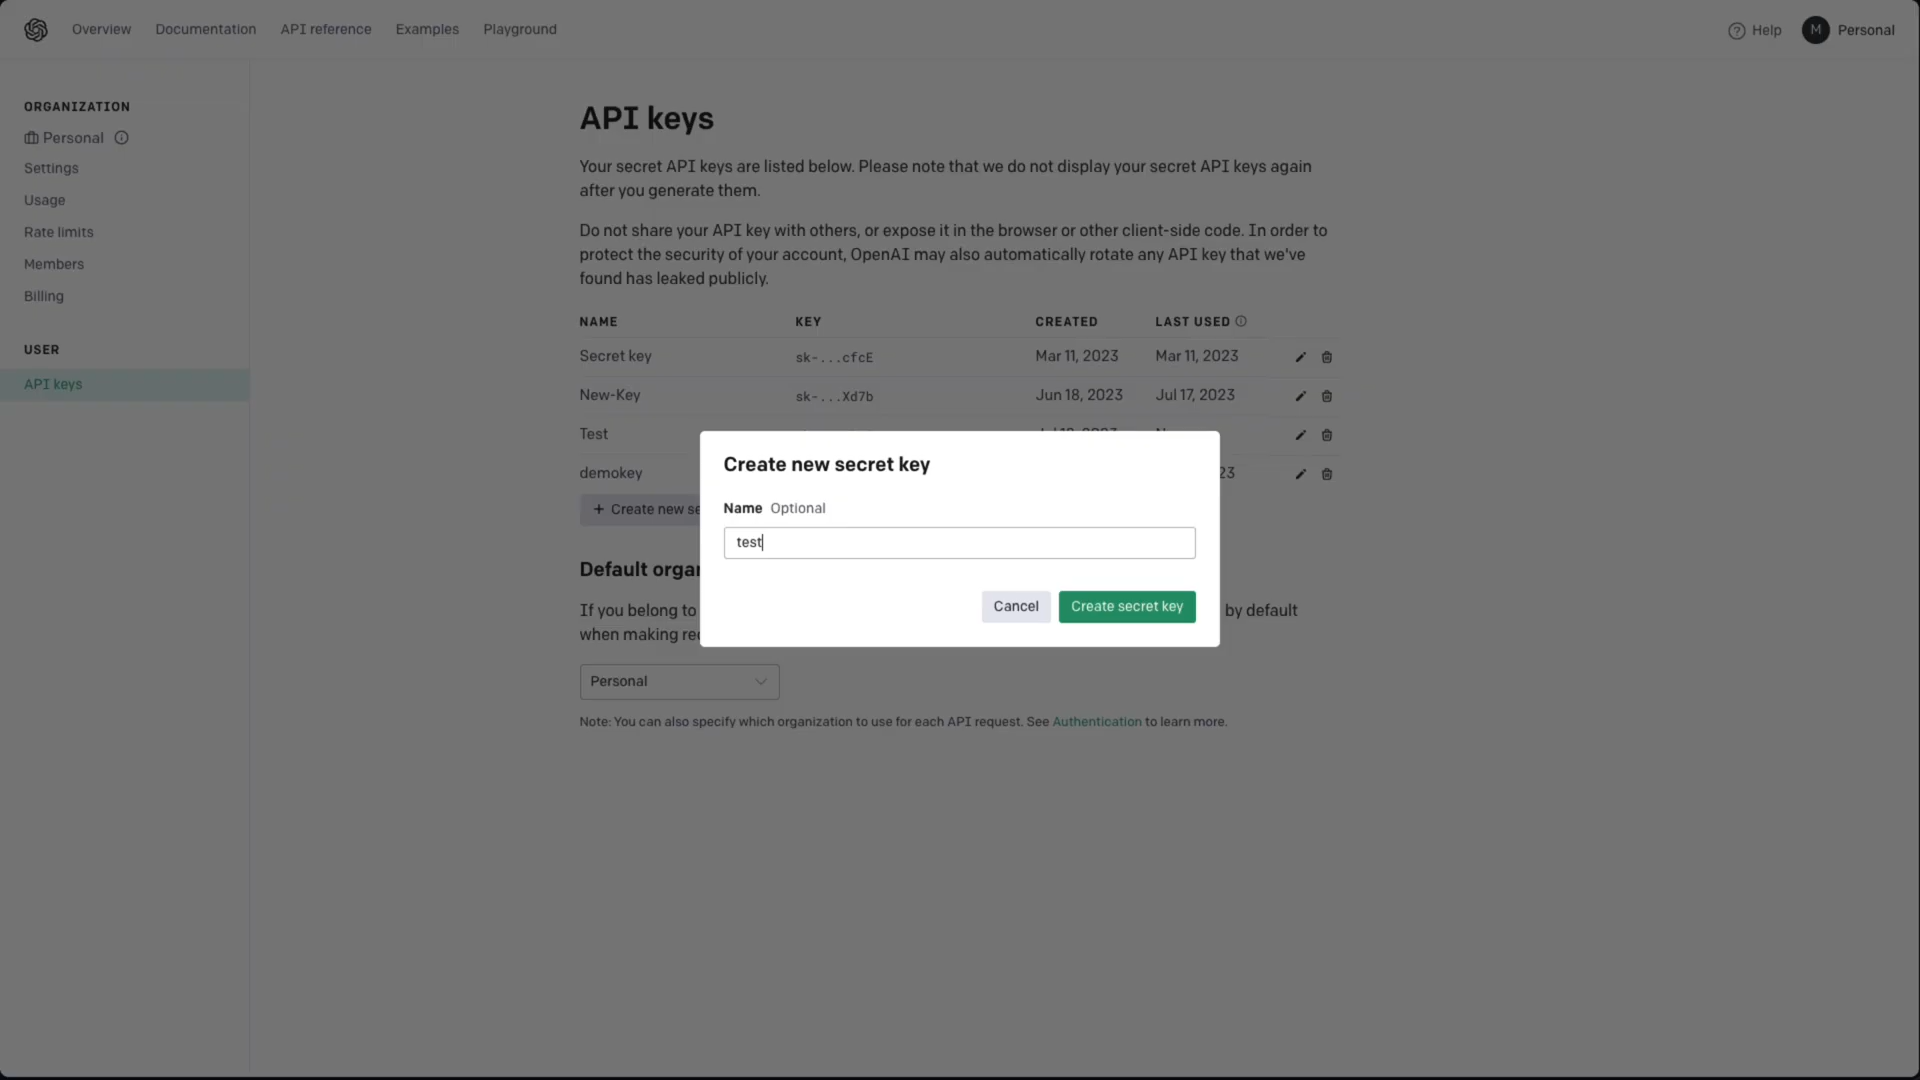 Overview Documentation API reference Examples Playground
Help M Personal
ORGANIZATION
Personal
Settings
Usage
Rate limits
Members
Billing
USER
API keys
API keys
Your secret API keys are listed below. Please note that we do not display your secret API keys again
after you generate them.
Do not share your API key with others, or expose it in the browser or other client-side code. In order to
protect the security of your account, OpenAI may also automatically rotate any API key that we've
found has leaked publicly.
NAME KEY CREATED LAST USED
Secret key sk-...cfcE Mar 11, 2023 Mar 11, 2023
New-Key sk-...Xd7b Jun 18, 2023 Jul 17, 2023
Test
demokey 23
+ Create new se
Create new secret key
Name Optional
test
Cancel Create secret key
Default organ
If you belong to by default
when making re
Personal
Note: You can also specify which organization to use for each API request. See Authentication to learn more.